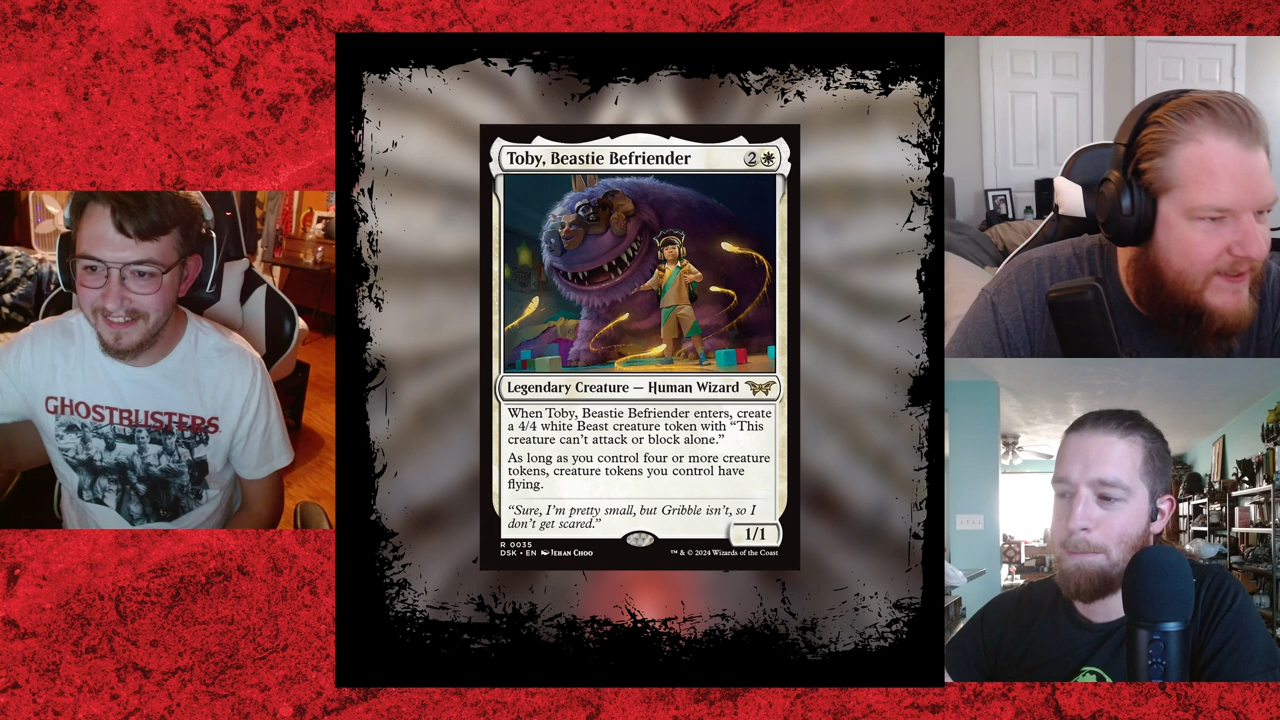 Toby, Beastie Befriender
2
Legendary Creature — Human Wizard
When Toby, Beastie Befriender enters, create
a 4/4 white Beast creature token with “This
creature can’t attack or block alone.”
As long as you control four or more creature
tokens, creature tokens you control have
flying.
“Sure, I’m pretty small, but Gribble isn’t, so I
don’t get scared.”
1/1
R 0035
DSK • EN JEHAN CHOO
™ & © 2024 Wizards of the Coast
GHOSTBUSTERS